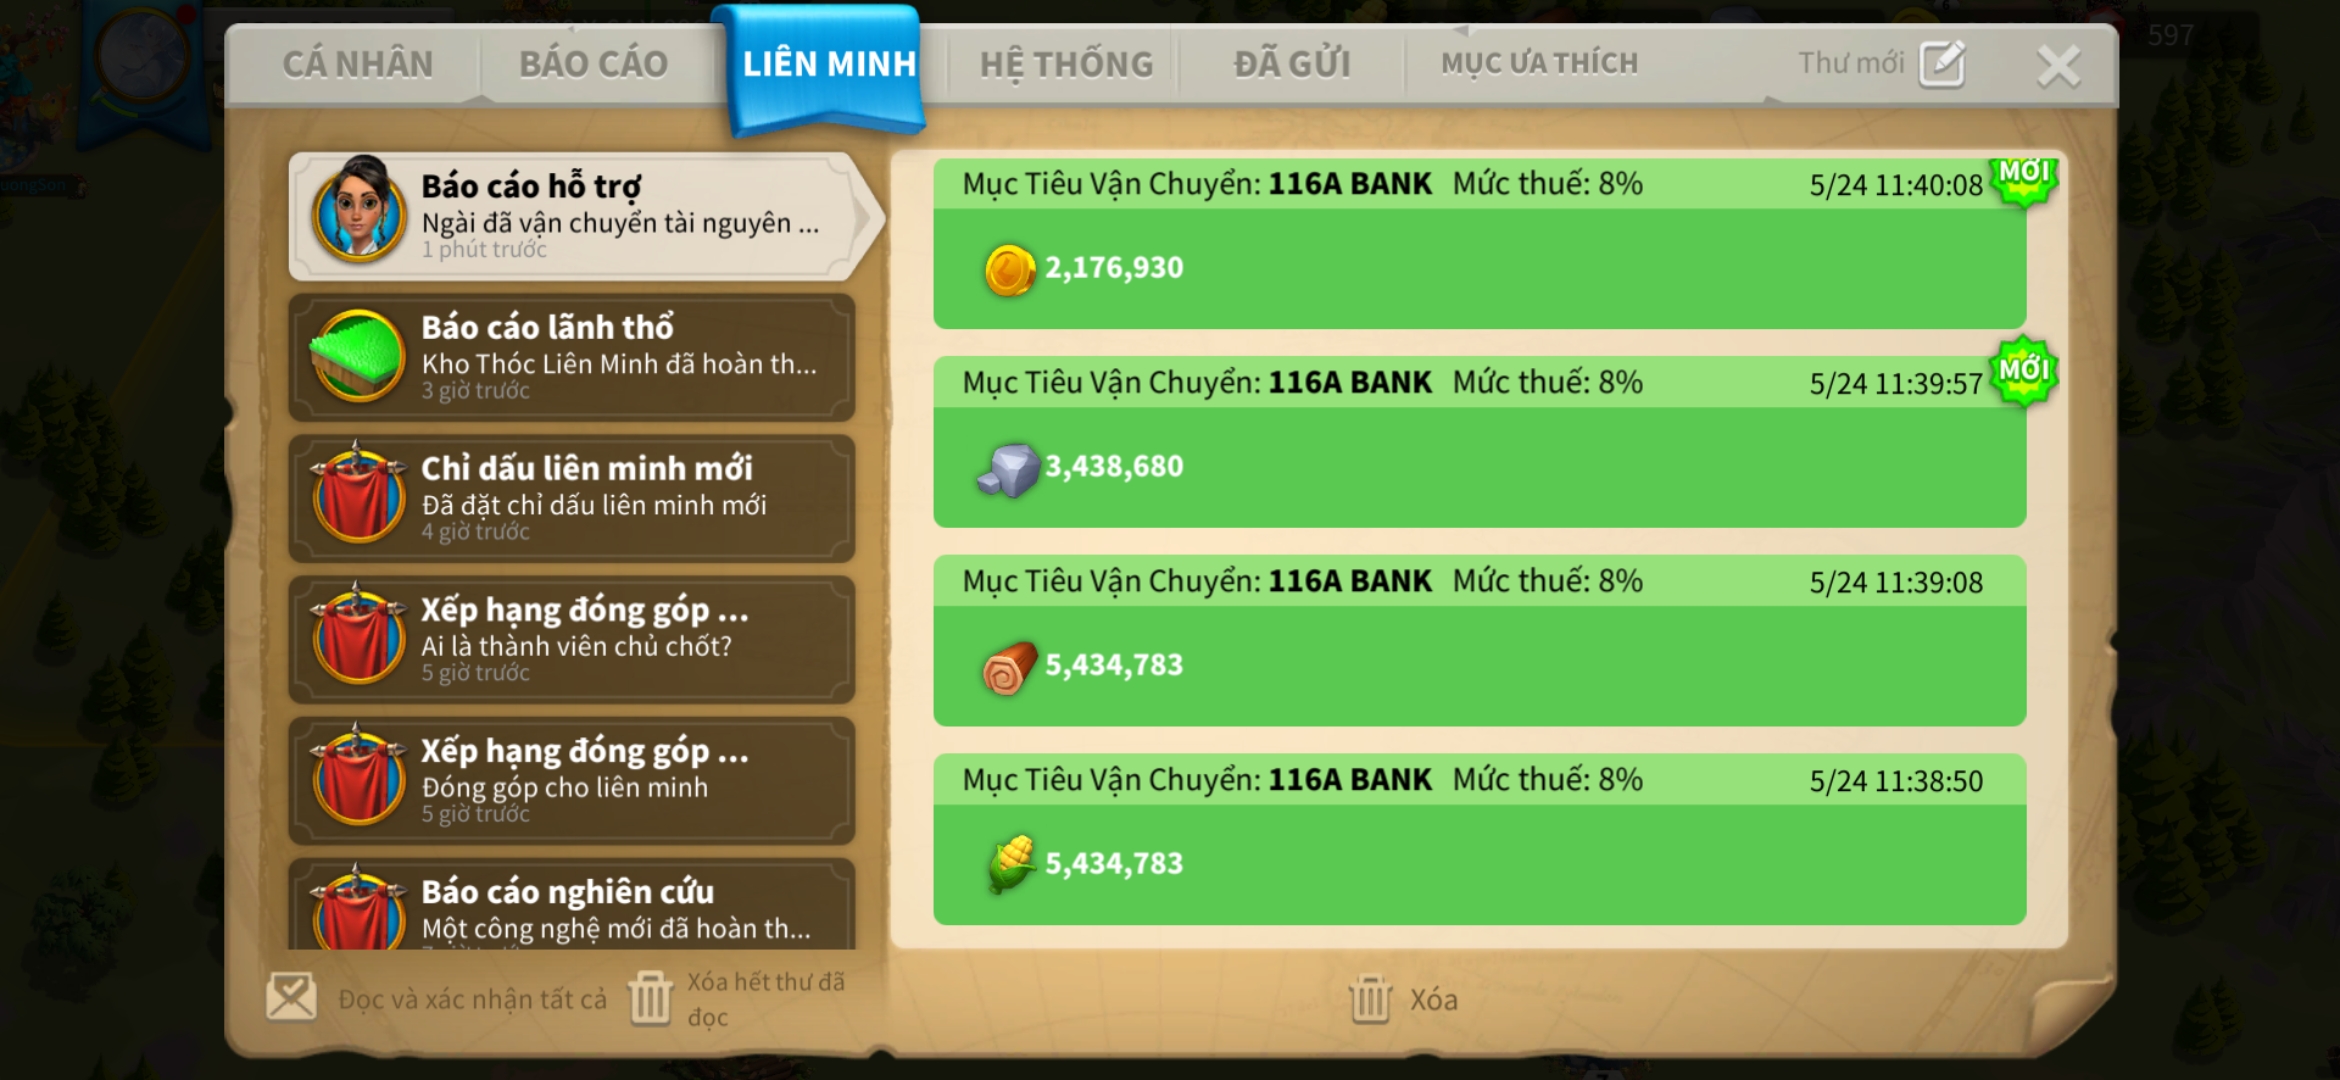 CÁ NHÂN
BÁO CÁO
LIÊN MINH
HỆ THỐNG
ĐÃ GỬI
MỤC ƯA THÍCH
Thư mới
597
Báo cáo hỗ trợ
Ngài đã vận chuyển tài nguyên ...
1 phút trước
Báo cáo lãnh thổ
Kho Thóc Liên Minh đã hoàn th...
3 giờ trước
Chỉ dấu liên minh mới
Đã đặt chỉ dấu liên minh mới
4 giờ trước
Xếp hạng đóng góp ...
Ai là thành viên chủ chốt?
5 giờ trước
Xếp hạng đóng góp ...
Đóng góp cho liên minh
5 giờ trước
Báo cáo nghiên cứu
Một công nghệ mới đã hoàn th...
Đọc và xác nhận tất cả
Xóa hết thư đã
đọc
Mục Tiêu Vận Chuyển: 116A BANK Mức thuế: 8% 5/24 11:40:08
MỚI
2,176,930
Mục Tiêu Vận Chuyển: 116A BANK Mức thuế: 8% 5/24 11:39:57
MỚI
3,438,680
Mục Tiêu Vận Chuyển: 116A BANK Mức thuế: 8% 5/24 11:39:08
5,434,783
Mục Tiêu Vận Chuyển: 116A BANK Mức thuế: 8% 5/24 11:38:50
5,434,783
Xóa